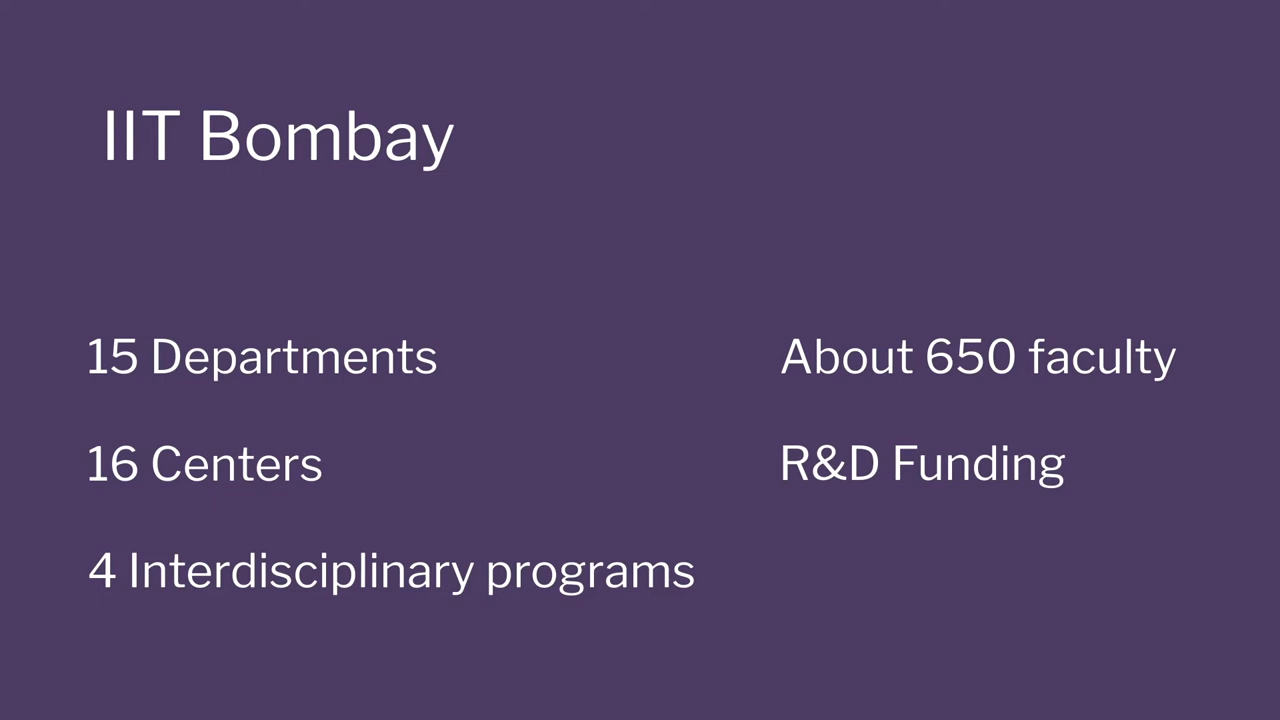 IIT Bombay
15 Departments
16 Centers
4 Interdisciplinary programs
About 650 faculty
R&D Funding